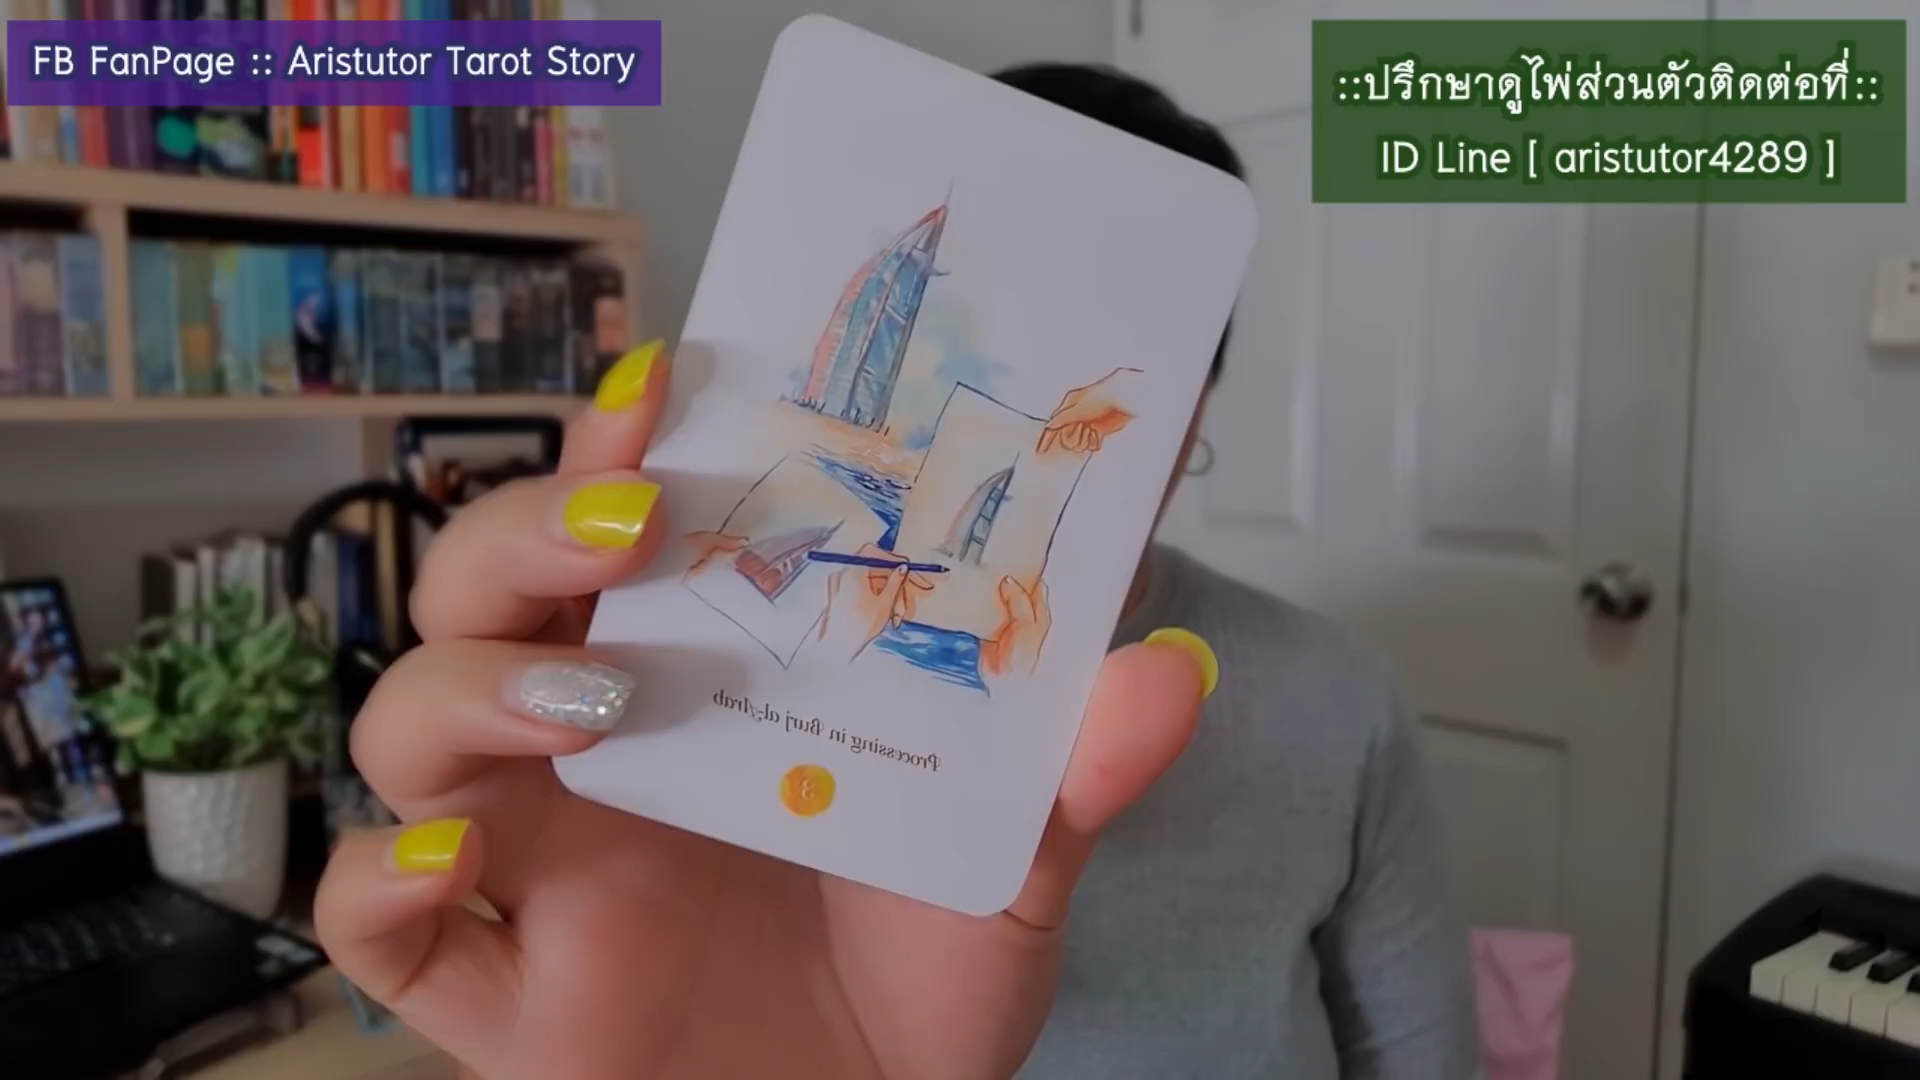 FB FanPage :: Aristutor Tarot Story
::ปรึกษาดูไพ่ส่วนตัวติดต่อที่::
ID Line [ aristutor4289 ]
Processing in Burj al-Arab
3